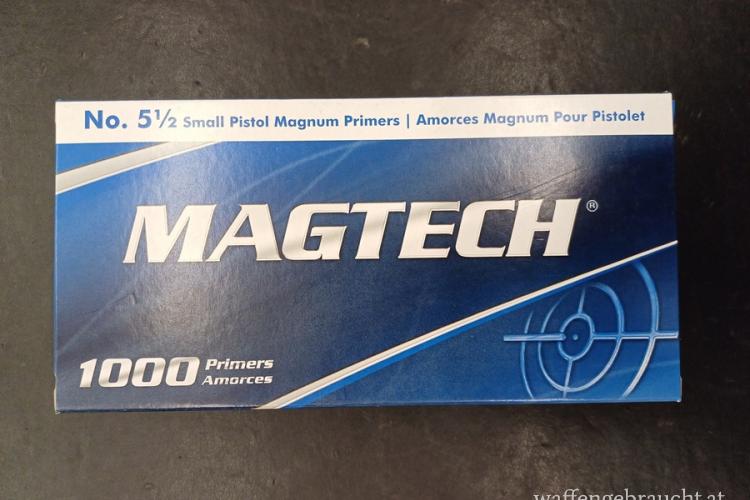 No. 5½ Small Pistol Magnum Primers | Amorces Magnum Pour Pistolet
MAGTECH®
1000 Primers
Amorces
waffengebraucht.at